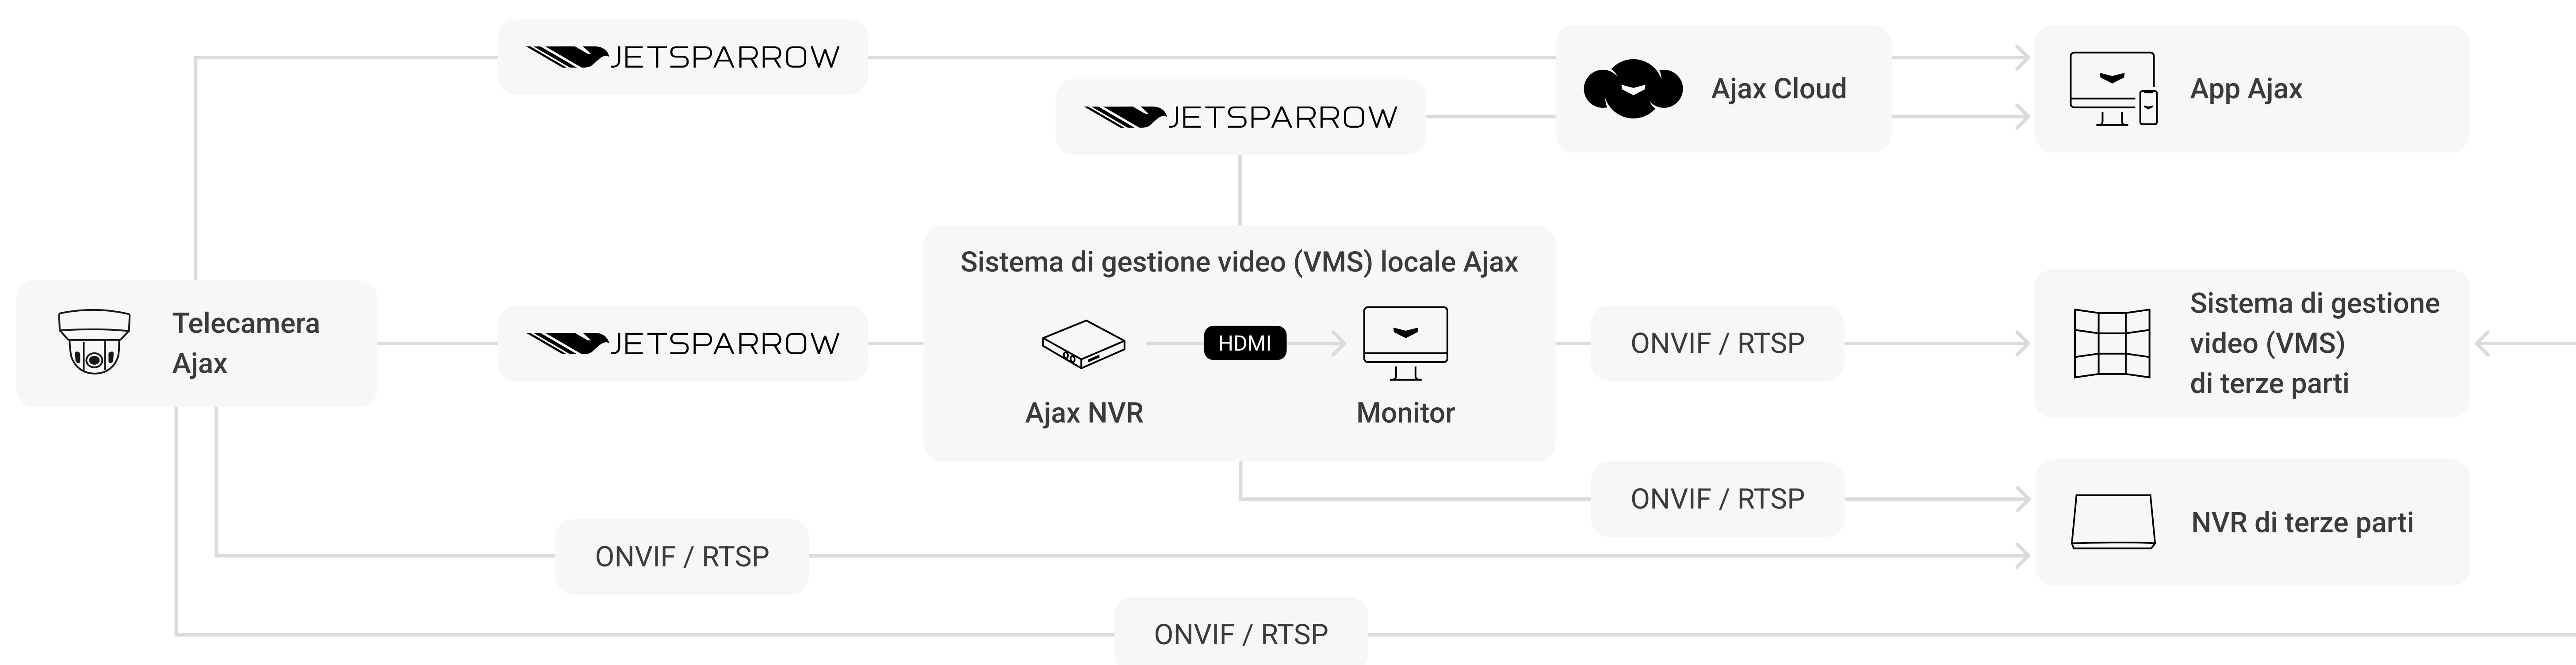 JETSPARROW
JETSPARROW
Ajax Cloud
App Ajax
Telecamera
Ajax
JETSPARROW
Sistema di gestione video (VMS) locale Ajax
HDMI
Ajax NVR
Monitor
ONVIF / RTSP
Sistema di gestione
video (VMS)
di terze parti
ONVIF / RTSP
NVR di terze parti
ONVIF / RTSP
ONVIF / RTSP